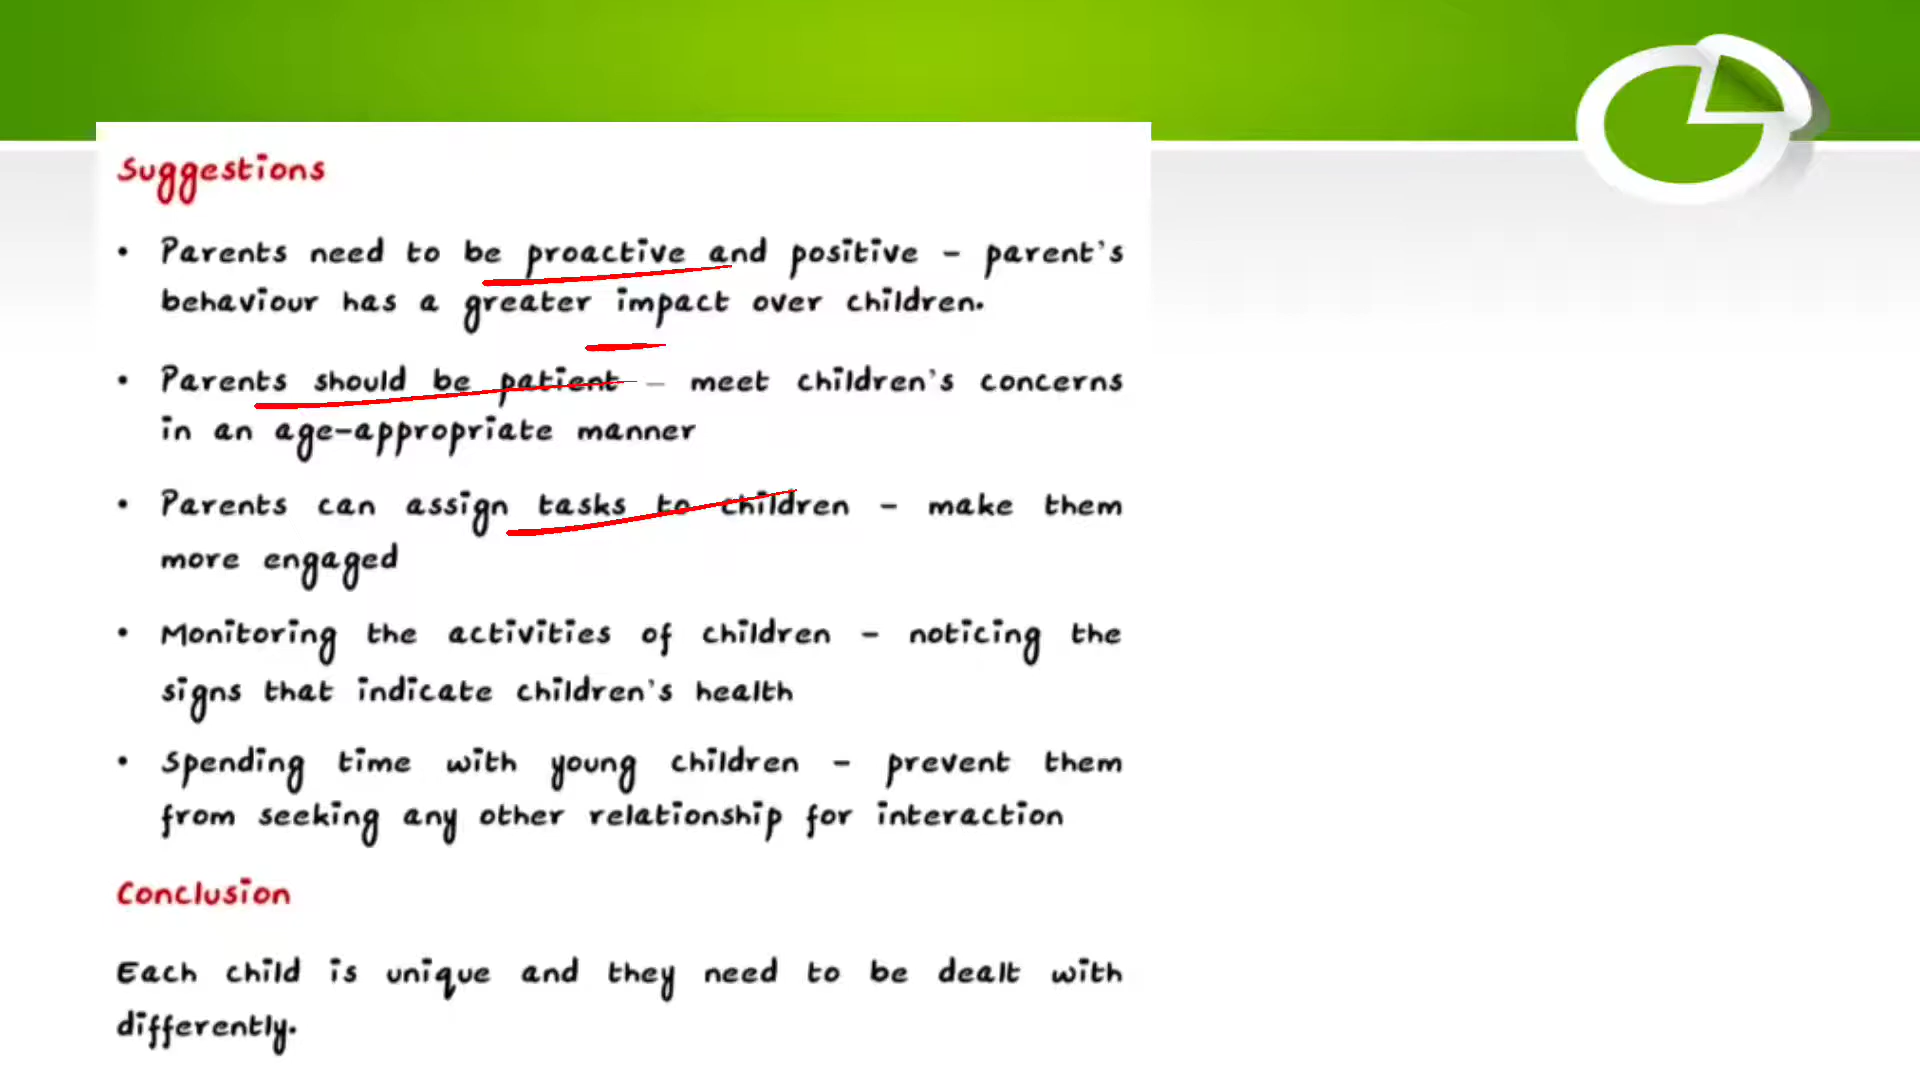 Suggestions
• Parents need to be proactive and positive – parent's
behaviour has a greater impact over children.
• Parents should be patient – meet children's concerns
in an age-appropriate manner
• Parents can assign tasks to children – make them
more engaged
• Monitoring the activities of children – noticing the
signs that indicate children's health
• Spending time with young children – prevent them
from seeking any other relationship for interaction
Conclusion
Each child is unique and they need to be dealt with
differently.